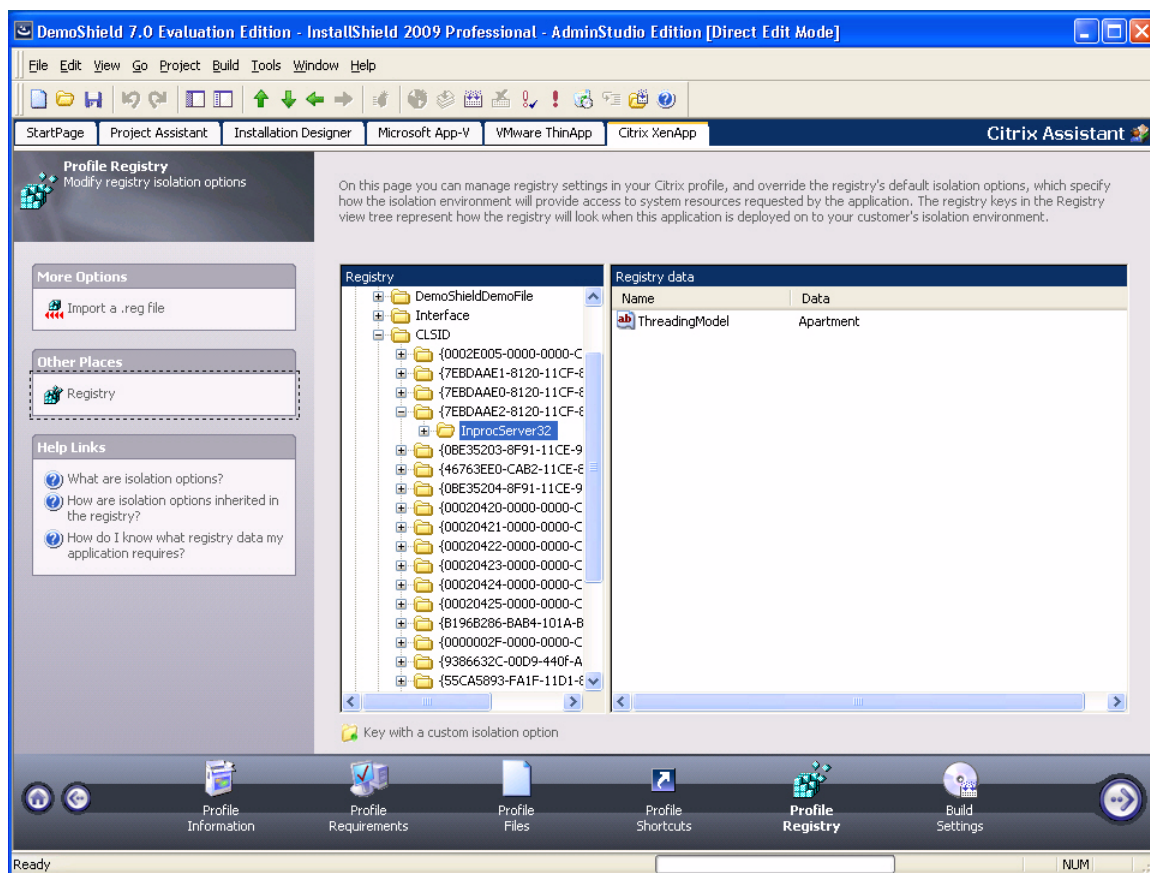 DemoShield 7.0 Evaluation Edition - InstallShield 2009 Professional - AdminStudio Edition [Direct Edit Mode]
File Edit View Go Project Build Tools Window Help
StartPage Project Assistant Installation Designer Microsoft App-V VMware ThinApp Citrix XenApp Citrix Assistant
Profile Registry
Modify registry isolation options
On this page you can manage registry settings in your Citrix profile, and override the registry's default isolation options, which specify
how the isolation environment will provide access to system resources requested by the application. The registry keys in the Registry
view tree represent how the registry will look when this application is deployed on to your customer's isolation environment.
More Options
Import a .reg file
Other Places
Registry
Help Links
What are isolation options?
How are isolation options inherited in
the registry?
How do I know what registry data my
application requires?
Registry
DemoShieldDemoFile
Interface
CLSID
{0002E005-0000-0000-C
{7EBDAAE1-8120-11CF-8
{7EBDAAE0-8120-11CF-8
{7EBDAAE2-8120-11CF-8
InprocServer32
{0BE35203-8F91-11CE-9
{46763EE0-CAB2-11CE-8
{0BE35204-8F91-11CE-9
{00020420-0000-0000-C
{00020421-0000-0000-C
{00020422-0000-0000-C
{00020423-0000-0000-C
{00020424-0000-0000-C
{00020425-0000-0000-C
{B196B286-BAB4-101A-B
{0000002F-0000-0000-C
{9386632C-00D9-440f-A
{55CA5893-FA1F-11D1-8
Registry data
Name Data
ThreadingModel Apartment
Key with a custom isolation option
Profile
Information
Profile
Requirements
Profile
Files
Profile
Shortcuts
Profile
Registry
Build
Settings
Ready NUM